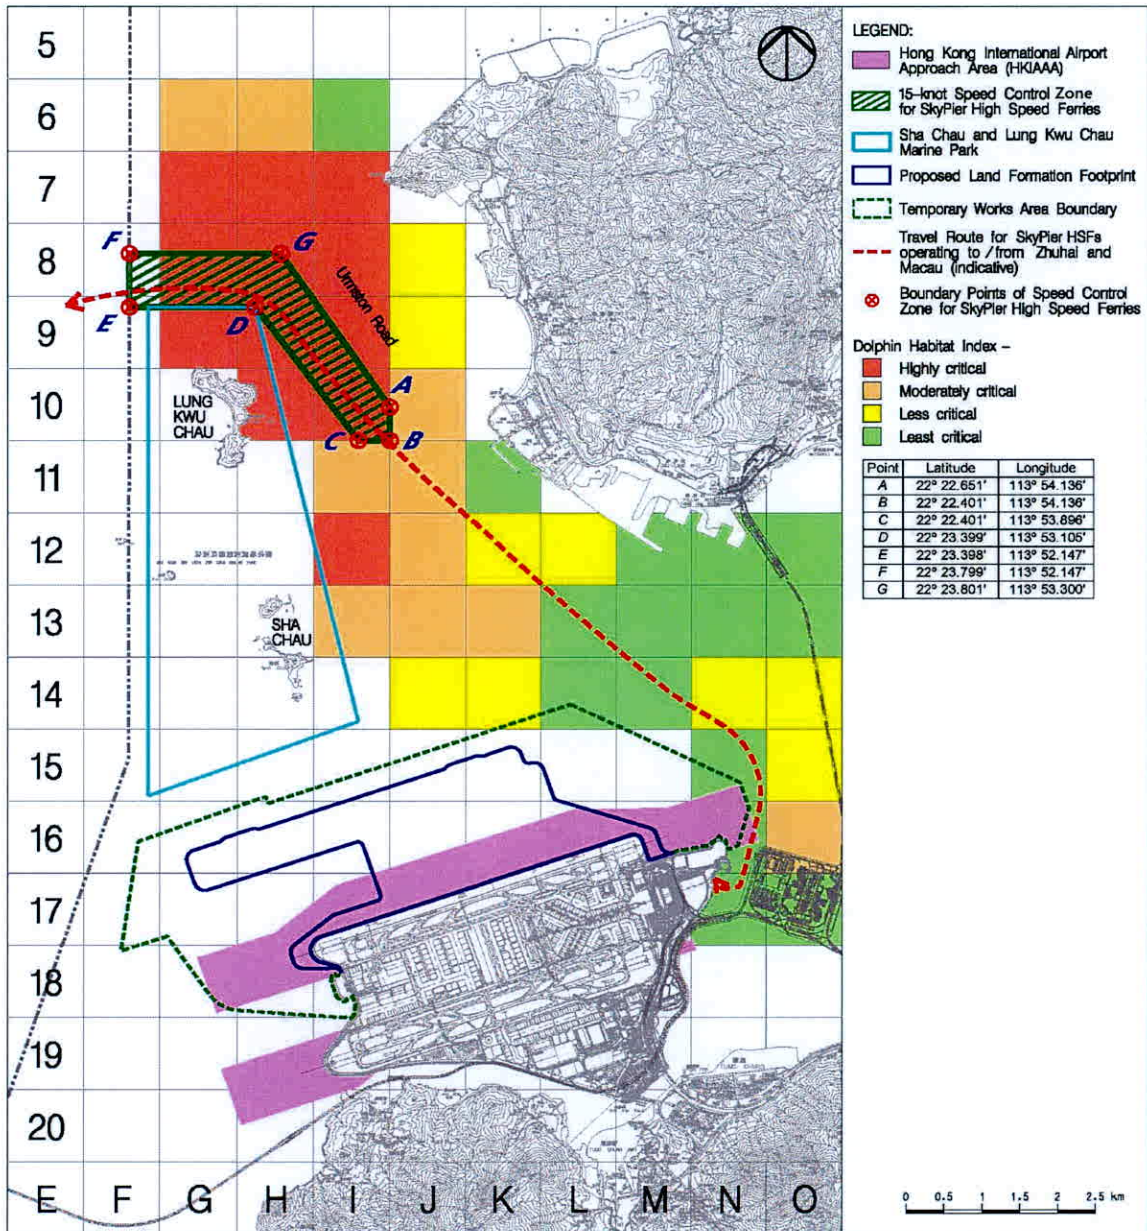 5
6
7
8
9
10
11
12
13
14
15
16
17
18
19
20
E F G H I J K L M N O
F
G
E
D
A
C
B
Urmston Road
LUNG
KWU
CHAU
SHA
CHAU
LEGEND:
Hong Kong International Airport
Approach Area (HKIAAA)
15-knot Speed Control Zone
for SkyPier High Speed Ferries
Sha Chau and Lung Kwu Chau
Marine Park
Proposed Land Formation Footprint
Temporary Works Area Boundary
Travel Route for SkyPier HSFs
operating to /from Zhuhai and
Macau (indicative)
Boundary Points of Speed Control
Zone for SkyPier High Speed Ferries
Dolphin Habitat Index –
Highly critical
Moderately critical
Less critical
Least critical
Point Latitude Longitude
A 22° 22.651' 113° 54.136'
B 22° 22.401' 113° 54.136'
C 22° 22.401' 113° 53.896'
D 22° 23.399' 113° 53.105'
E 22° 23.398' 113° 52.147'
F 22° 23.799' 113° 52.147'
G 22° 23.801' 113° 53.300'
0 0.5 1 1.5 2 2.5 km